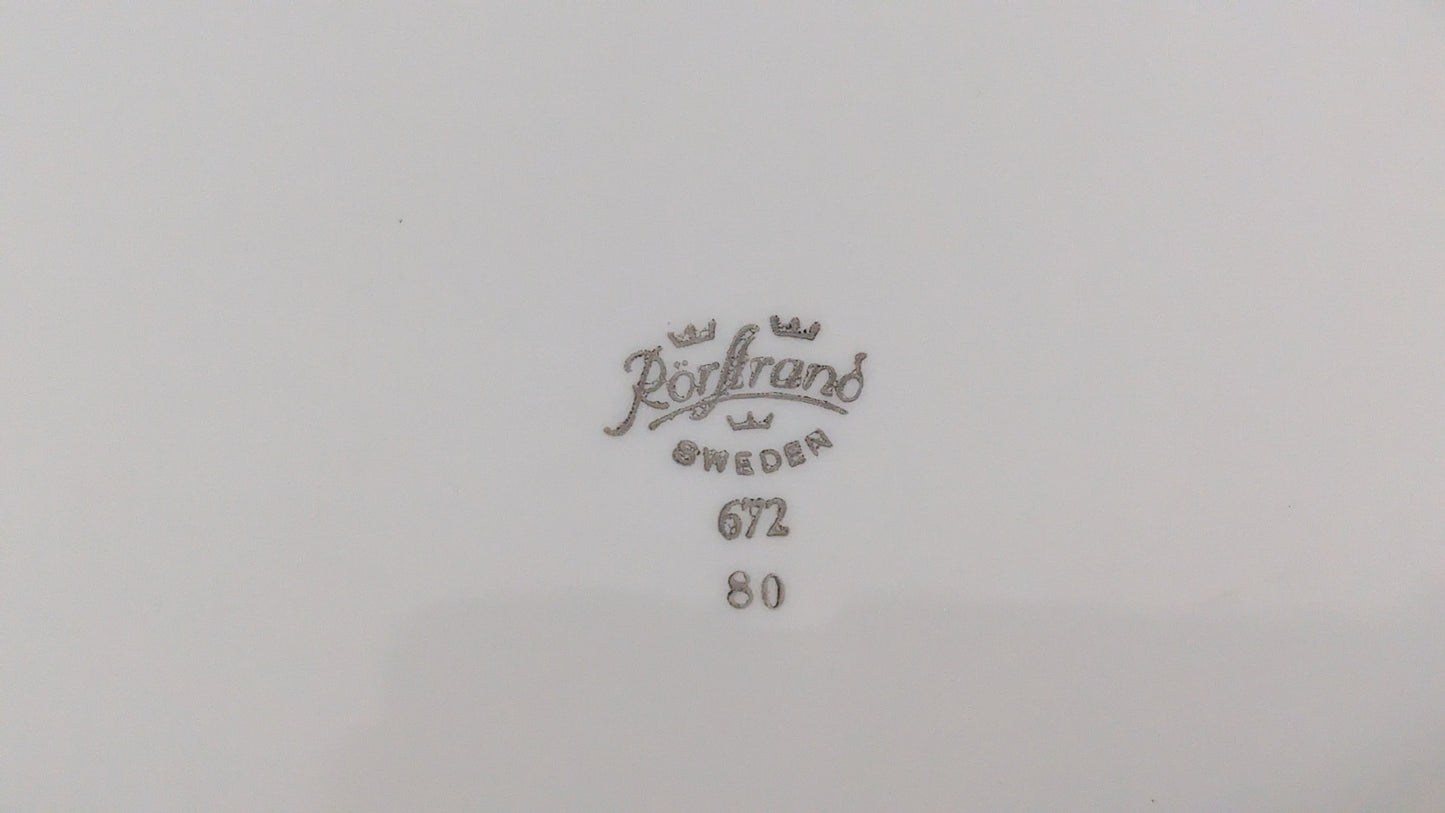 Rörstrand
SWEDEN
672
80